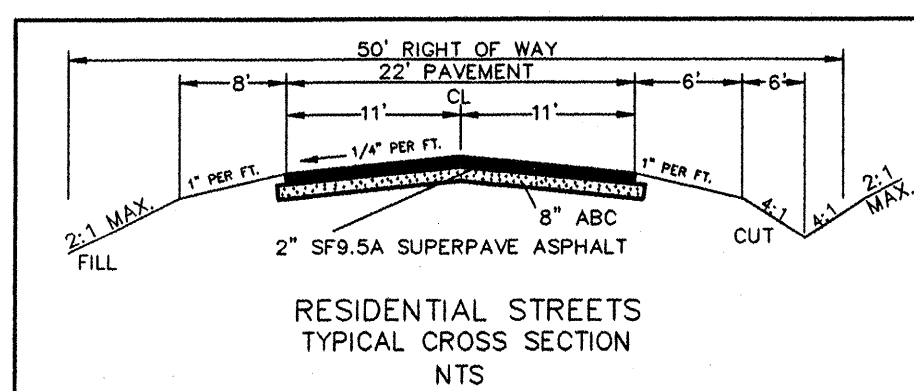 50' RIGHT OF WAY
22' PAVEMENT
8'
CL
6'
6'
11'
11'
1/4" PER FT.
1" PER FT.
1" PER FT.
2:1 MAX.
FILL
8" ABC
2" SF9.5A SUPERPAVE ASPHALT
4:1
CUT
4:1
2:1
MAX.
RESIDENTIAL STREETS
TYPICAL CROSS SECTION
NTS